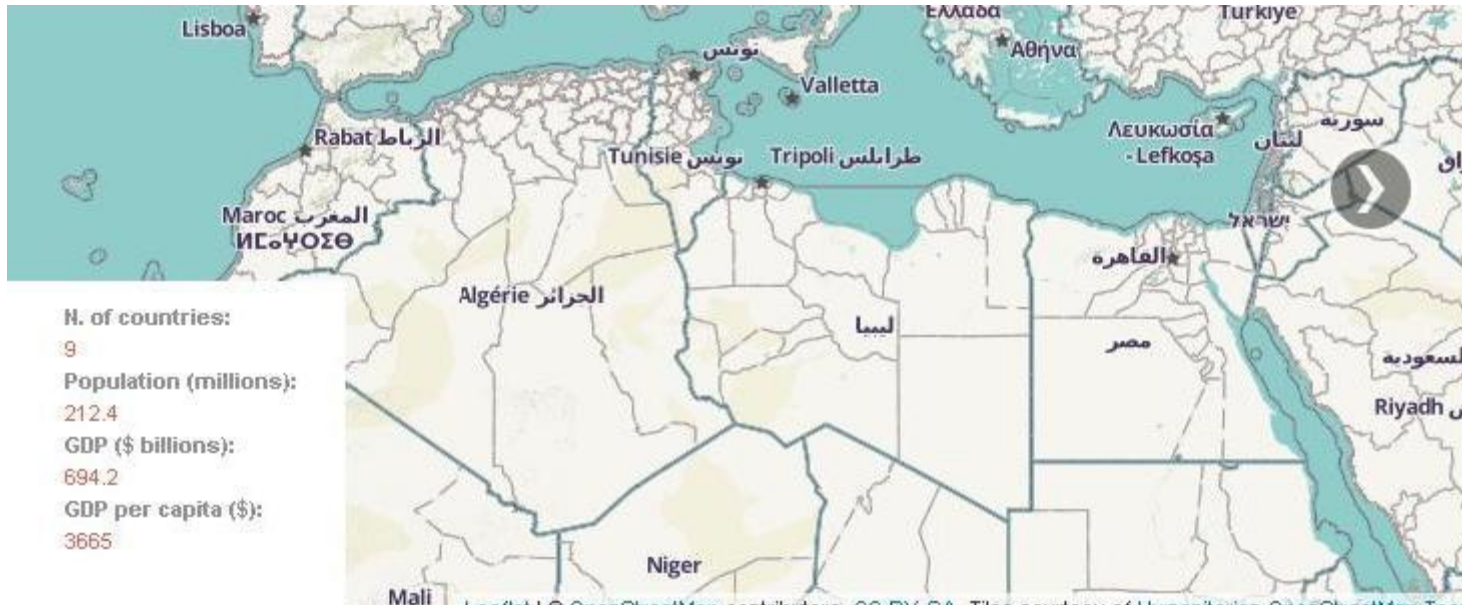 Lisboa
Ελλάδα
Türkiye
تونس
Αθήνα
Valletta
Rabat الرباط
Λευκωσία
- Lefkoşa
لبنان
سوريا
Tunisie تونس
Tripoli طرابلس
Maroc المغرب
ⵍⵎⴰⵖⵔⵉⴱ
ישראל
القاهرة
Algérie الجزائر
ليبيا
مصر
السعودية
Riyadh
N. of countries:
9
Population (millions):
212.4
GDP ($ billions):
694.2
GDP per capita ($):
3665
Niger
Mali